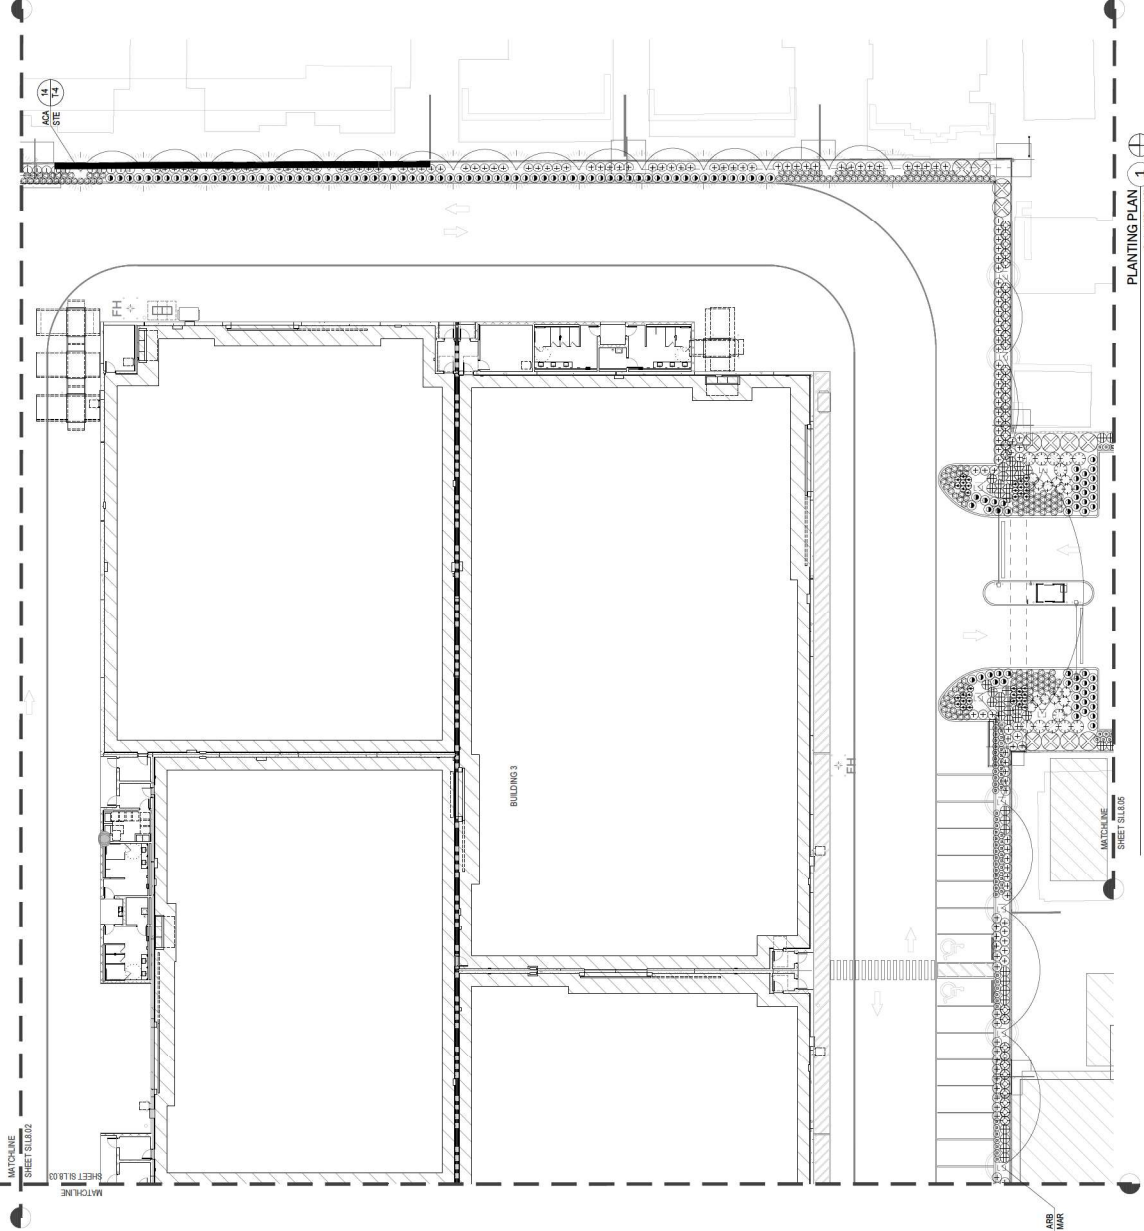 14
T-4
ACA
STE
PLANTING PLAN
1
FH
BUILDING 3
FH
MATCHLINE
SHEET SI.L8.05
MATCHLINE
SHEET SI.L8.02
SHEET SI.L8.03
MATCHLINE
ARB
MAR